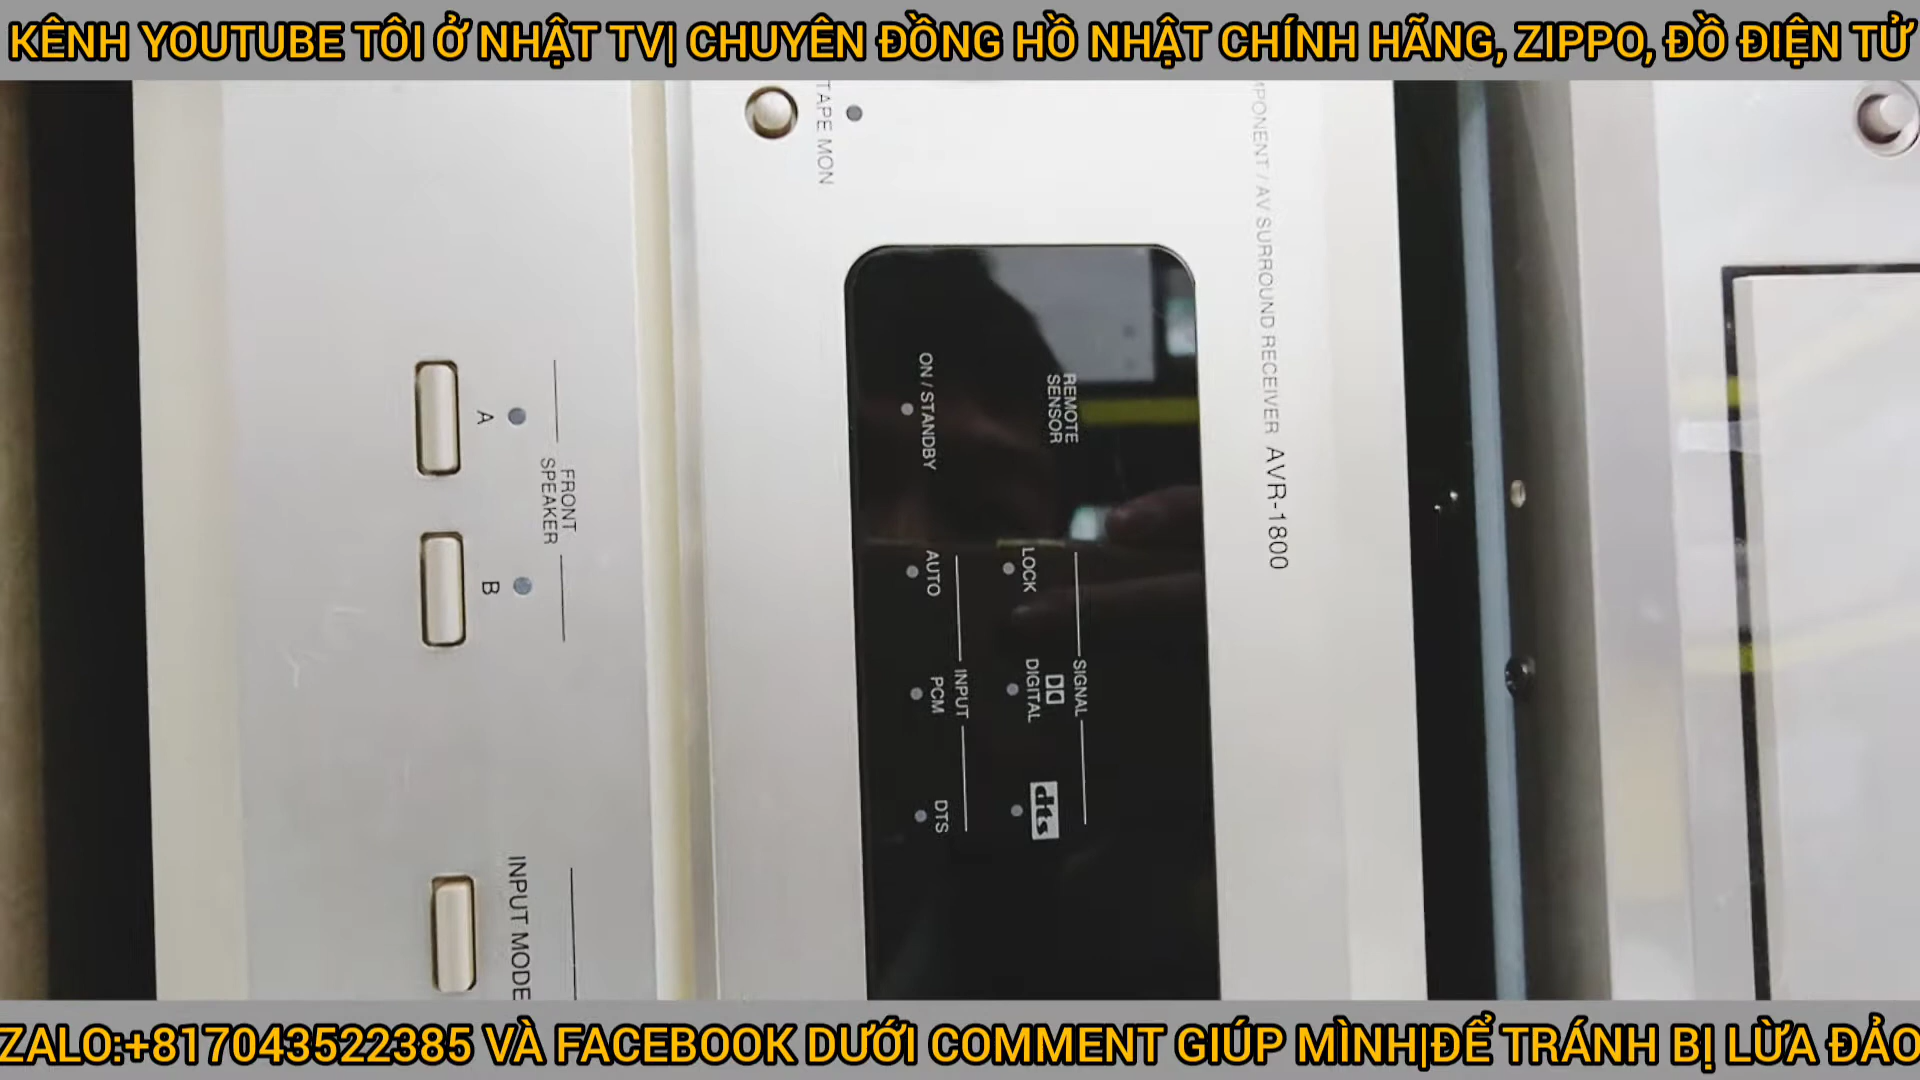 KÊNH YOUTUBE TÔI Ở NHẬT TV| CHUYÊN ĐỒNG HỒ NHẬT CHÍNH HÃNG, ZIPPO, ĐỒ ĐIỆN TỬ
AV SURROUND RECEIVER AVR-1800
TAPE MON
REMOTE
SENSOR
ON / STANDBY
SIGNAL
LOCK
DIGITAL
dts
INPUT
AUTO
PCM
DTS
FRONT
SPEAKER
A
B
INPUT MODE
ZALO:+817043522385 VÀ FACEBOOK DƯỚI COMMENT GIÚP MÌNH|ĐỂ TRÁNH BỊ LỪA ĐẢO